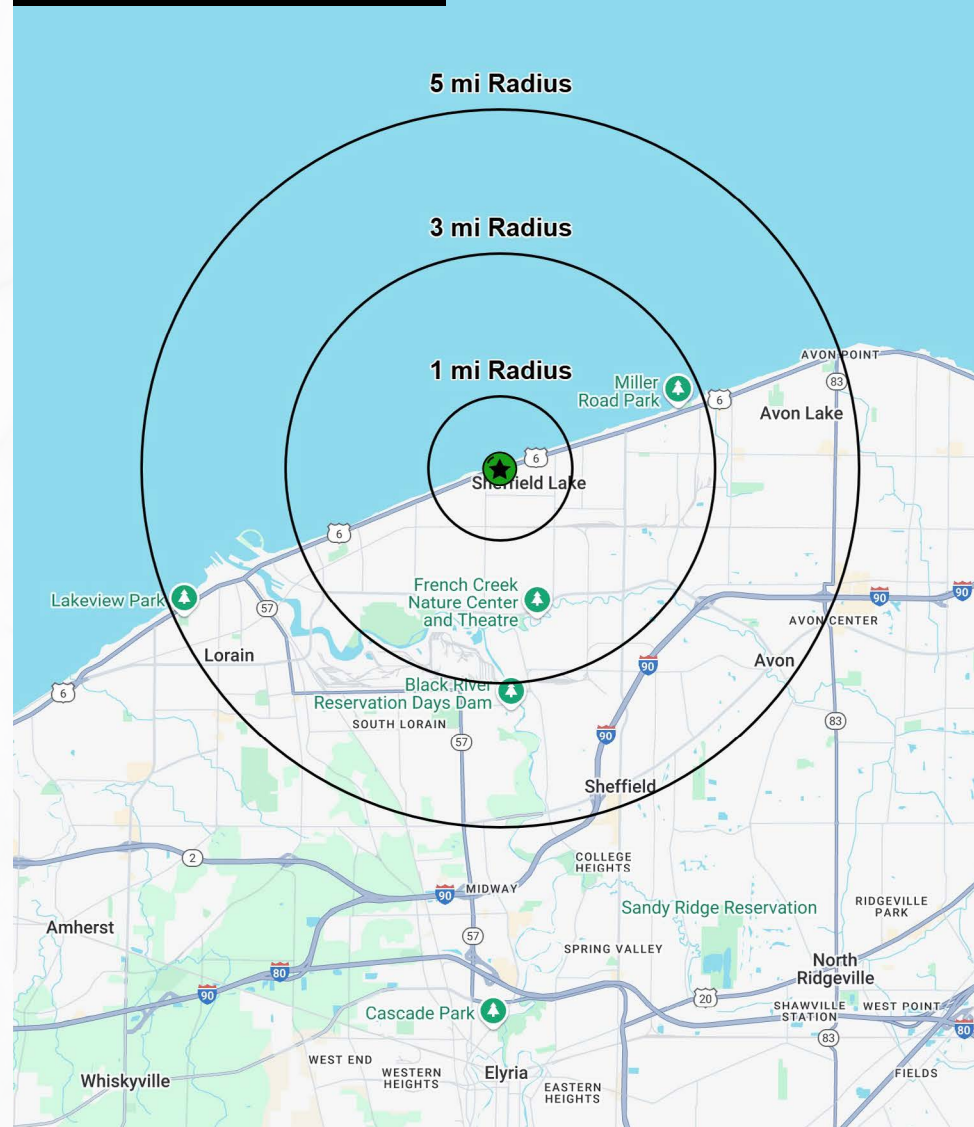 5 mi Radius
3 mi Radius
AVON POINT
1 mi Radius
Miller
Road Park
83
6
Avon Lake
6
Sheffield Lake
6
French Creek
Nature Center
and Theatre
90
90
Lakeview Park
57
AVON CENTER
Lorain
Avon
90
Black River
Reservation Days Dam
6
SOUTH LORAIN
83
90
57
Sheffield
2
COLLEGE
HEIGHTS
MIDWAY
90
RIDGEVILLE
PARK
Sandy Ridge Reservation
Amherst
57
SPRING VALLEY
North
Ridgeville
80
90
20
SHAWVILLE
STATION
WEST POINT
Cascade Park
80
83
WEST END
Elyria
WESTERN
HEIGHTS
FIELDS
Whiskyville
EASTERN
HEIGHTS